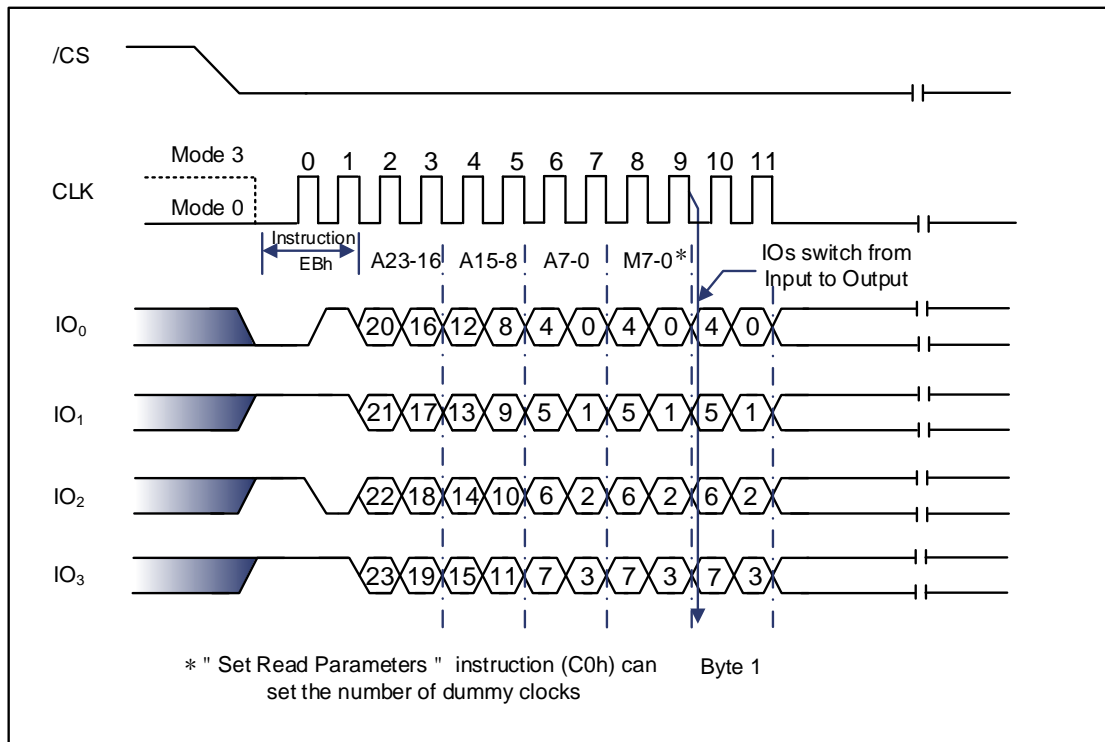 /CS
Mode 3
0 1 2 3 4 5 6 7 8 9 10 11
CLK
Mode 0
Instruction
EBh
A23-16 A15-8 A7-0 M7-0*
IOs switch from
Input to Output
IO0 20 16 12 8 4 0 4 0 4 0
IO1 21 17 13 9 5 1 5 1 5 1
IO2 22 18 14 10 6 2 6 2 6 2
IO3 23 19 15 11 7 3 7 3 7 3
* " Set Read Parameters " instruction (C0h) can
set the number of dummy clocks
Byte 1